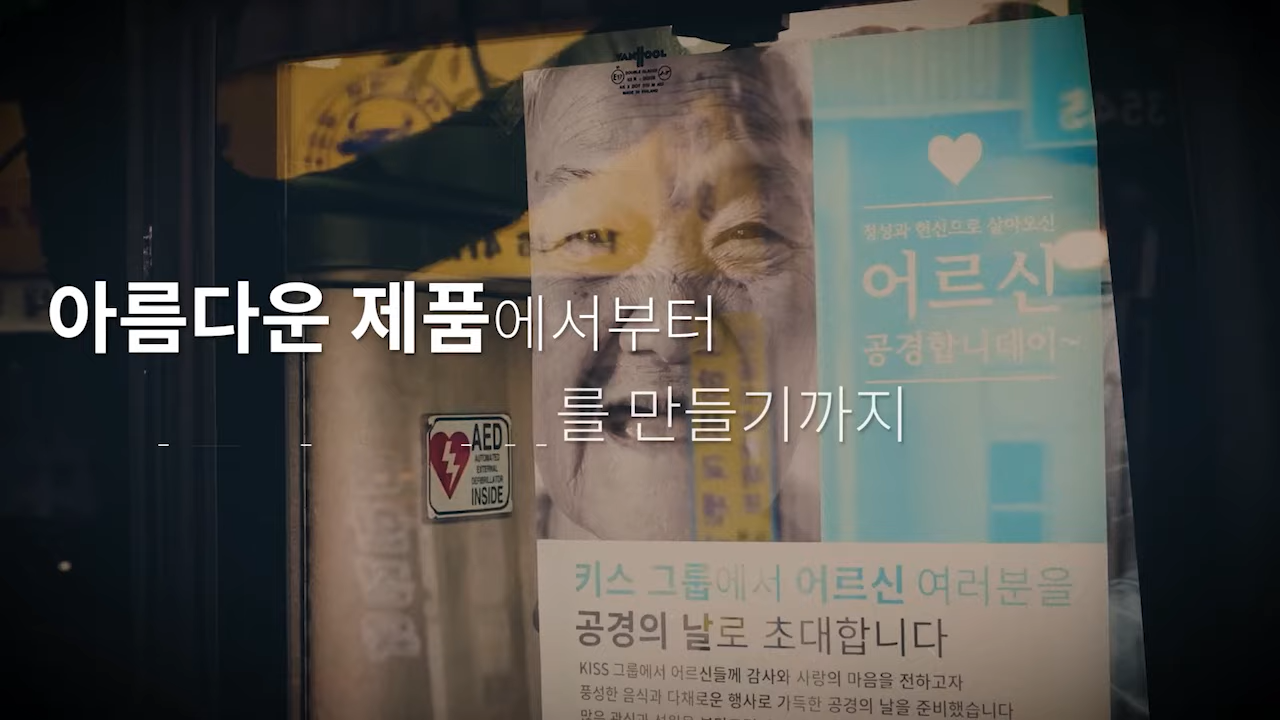 VANHOOL
정성과 헌신으로 살아오신
어르신
공경합니데이~
아름다운 제품에서부터
를 만들기까지
AED
AUTOMATED
EXTERNAL
DEFIBRILLATOR
INSIDE
키스 그룹에서 어르신 여러분을
공경의 날로 초대합니다
KISS 그룹에서 어르신들께 감사와 사랑의 마음을 전하고자
풍성한 음식과 다채로운 행사로 가득한 공경의 날을 준비했습니다